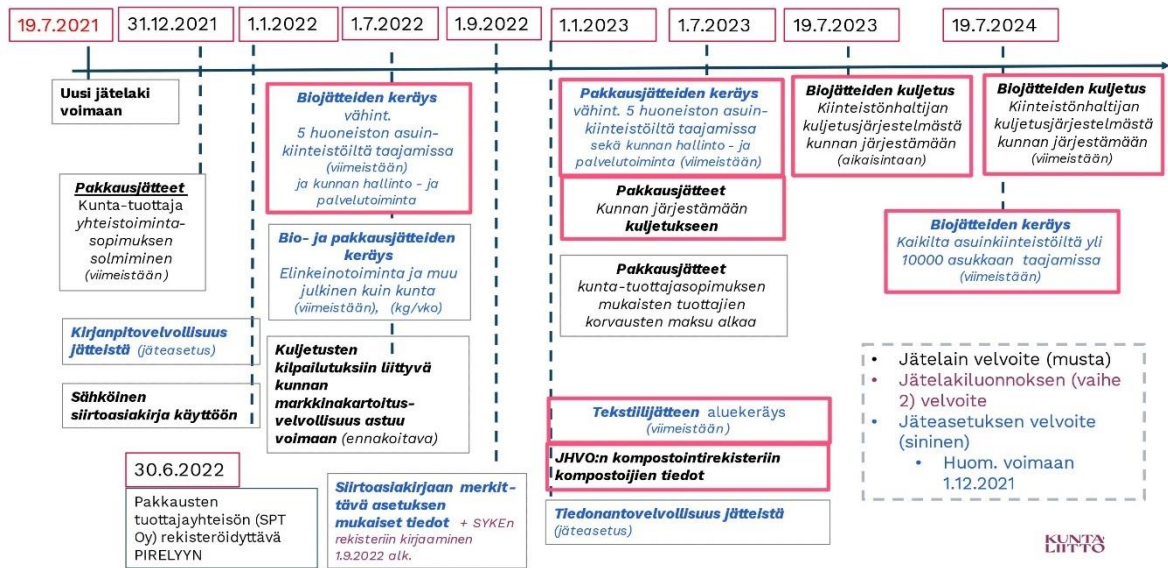 19.7.2021
31.12.2021
1.1.2022
1.7.2022
1.9.2022
1.1.2023
1.7.2023
19.7.2023
19.7.2024
Uusi jätelaki
voimaan
Pakkausjätteet
Kunta-tuottaja
yhteistoiminta-
sopimuksen
solmiminen
(viimeistään)
Kirjanpitovelvollisuus
jätteistä (jäteasetus)
Sähköinen
siirtoasiakirja käyttöön
30.6.2022
Pakkausten
tuottajayhteisön (SPT
Oy) rekisteröidyttävä
PIRELYYN
Biojätteiden keräys
vähint.
5 huoneiston asuin-
kiinteistöiltä taajamissa
(viimeistään)
ja kunnan hallinto - ja
palvelutoiminta
Bio- ja pakkausjätteiden
keräys
Elinkeinotoiminta ja muu
julkinen kuin kunta
(viimeistään), (kg/vko)
Kuljetusten
kilpailutuksiin liittyvä
kunnan
markkinakartoitus-
velvollisuus astuu
voimaan (ennakoitava)
Siirtoasiakirjaan merkit-
tävä asetuksen
mukaiset tiedot + SYKEn
rekisteriin kirjaaminen
1.9.2022 alk.
Pakkausjätteiden keräys
vähint. 5 huoneiston asuin-
kiinteistöiltä taajamissa
sekä kunnan hallinto - ja
palvelutoiminta (viimeistään)
Pakkausjätteet
Kunnan järjestämään
kuljetukseen
Pakkausjätteet
kunta-tuottajasopimuksen
mukaisten tuottajien
korvausten maksu alkaa
Tekstiilijätteen aluekeräys
(viimeistään)
JHVO:n kompostointirekisteriin
kompostoijien tiedot
Tiedonantovelvollisuus jätteistä
(jäteasetus)
Biojätteiden kuljetus
Kiinteistönhaltijan
kuljetusjärjestelmästä
kunnan järjestämään
(aikaisintaan)
Biojätteiden kuljetus
Kiinteistönhaltijan
kuljetusjärjestelmästä
kunnan järjestämään
(viimeistään)
Biojätteiden keräys
Kaikilta asuinkiinteistöiltä yli
10000 asukkaan taajamissa
(viimeistään)
• Jätelain velvoite (musta)
• Jätelakiluonnoksen (vaihe
2) velvoite
• Jäteasetuksen velvoite
(sininen)
• Huom. voimaan
1.12.2021
KUNTA
LIITTO